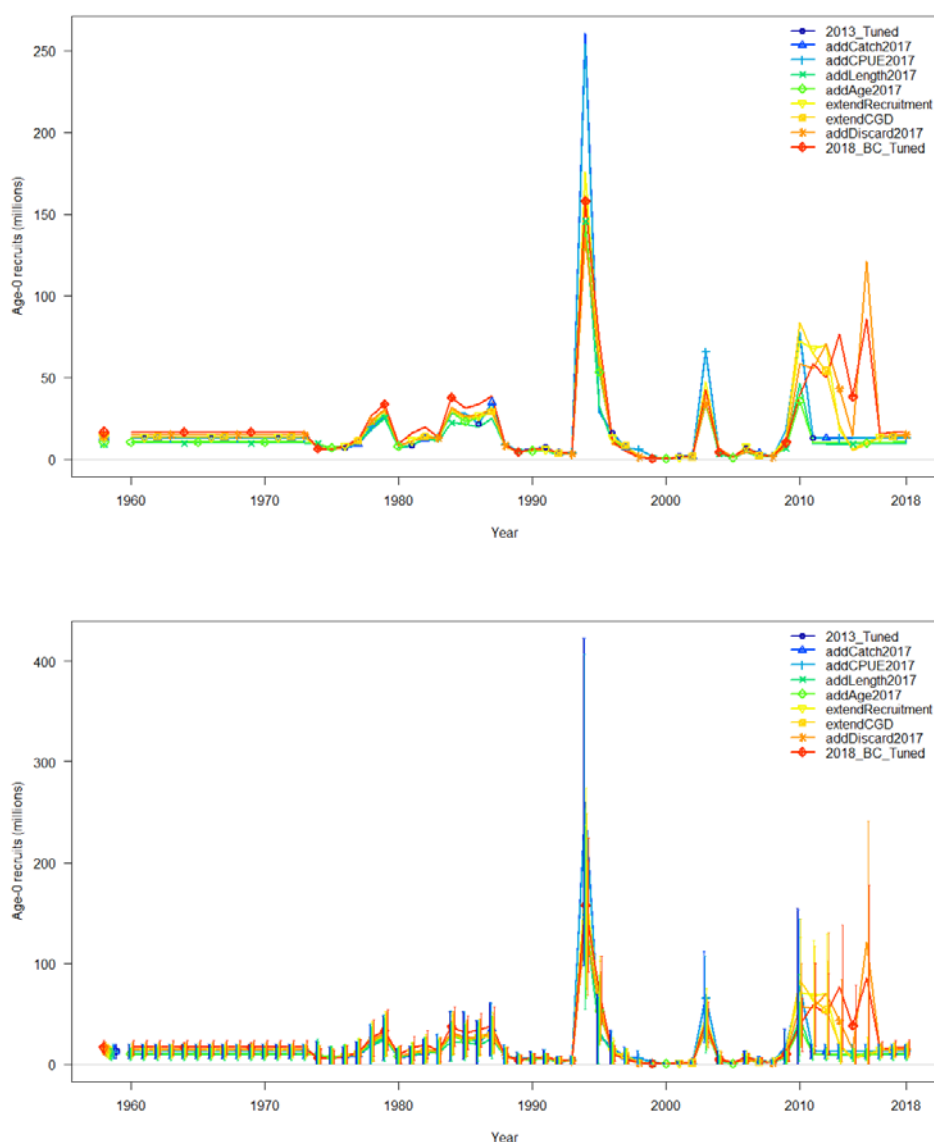 Age-0 recruits (millions)
250
200
150
100
50
0
2013_Tuned
addCatch2017
addCPUE2017
addLength2017
addAge2017
extendRecruitment
extendCGD
addDiscard2017
2018_BC_Tuned
1960 1970 1980 1990 2000 2010 2018
Year
Age-0 recruits (millions)
400
300
200
100
0
2013_Tuned
addCatch2017
addCPUE2017
addLength2017
addAge2017
extendRecruitment
extendCGD
addDiscard2017
2018_BC_Tuned
1960 1970 1980 1990 2000 2010 2018
Year